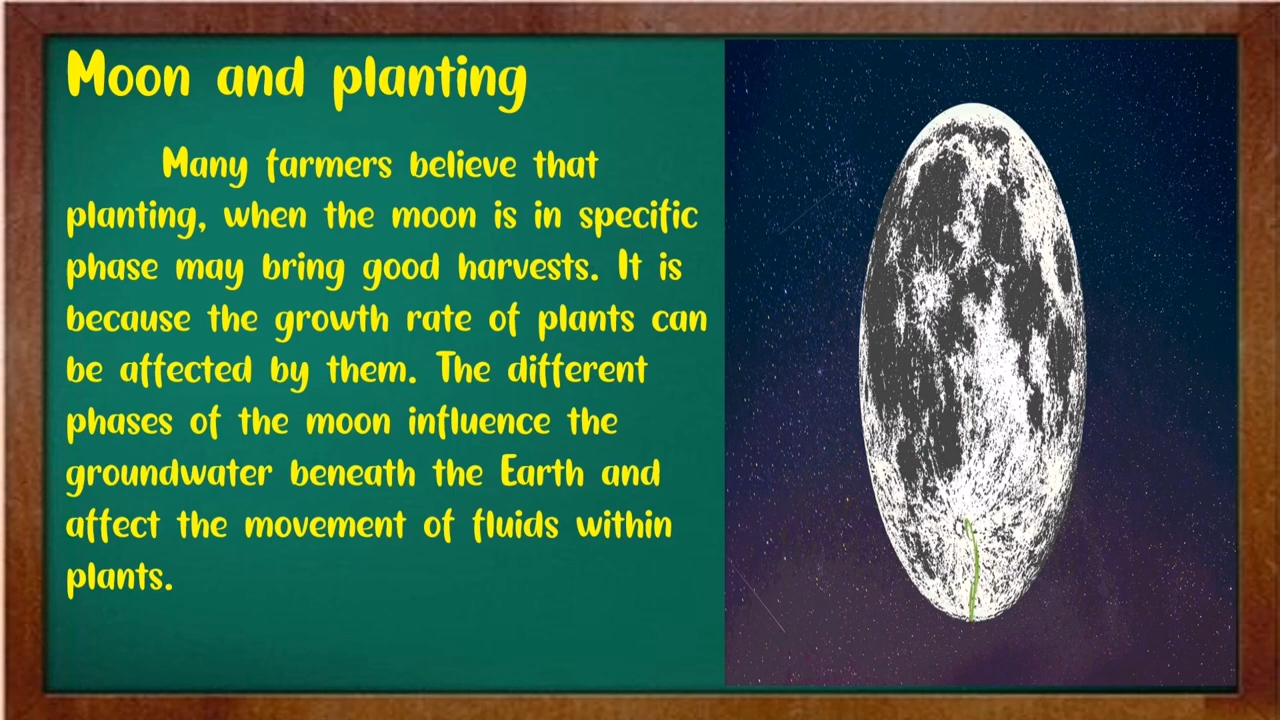 Moon and planting
Many farmers believe that
planting, when the moon is in specific
phase may bring good harvests. It is
because the growth rate of plants can
be affected by them. The different
phases of the moon influence the
groundwater beneath the Earth and
affect the movement of fluids within
plants.